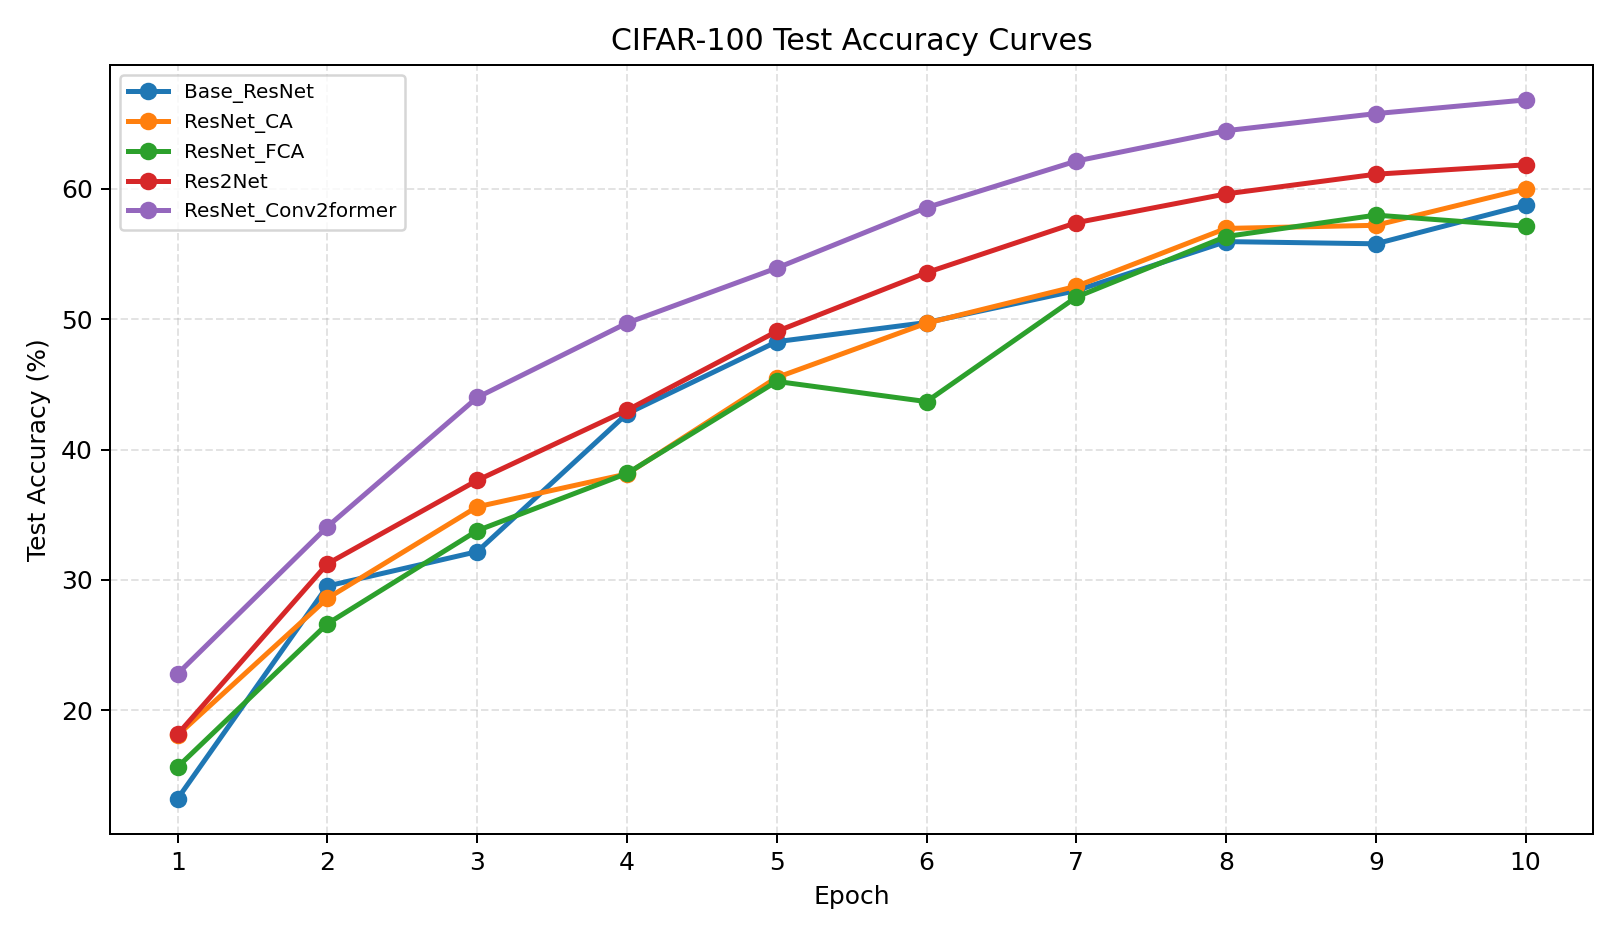 CIFAR-100 Test Accuracy Curves
Base_ResNet
ResNet_CA
ResNet_FCA
Res2Net
ResNet_Conv2former
Test Accuracy (%)
60
50
40
30
20
1 2 3 4 5 6 7 8 9 10
Epoch